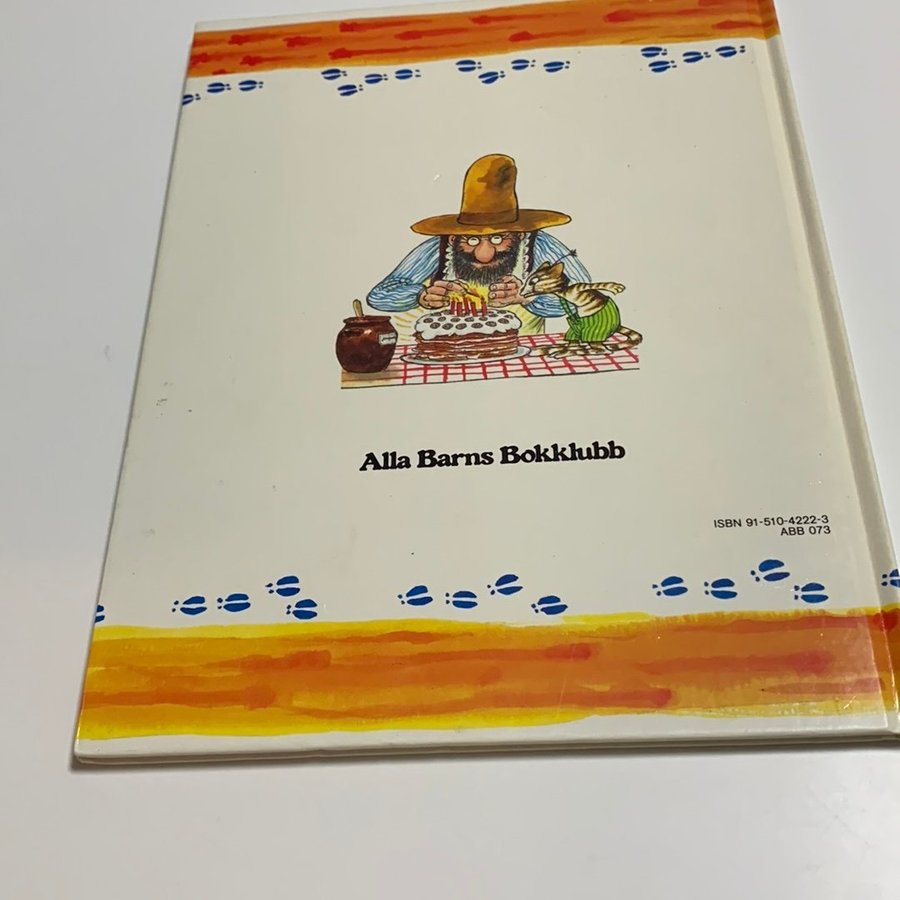 Alla Barns Bokklubb
ISBN 91-510-4222-3
ABB 073